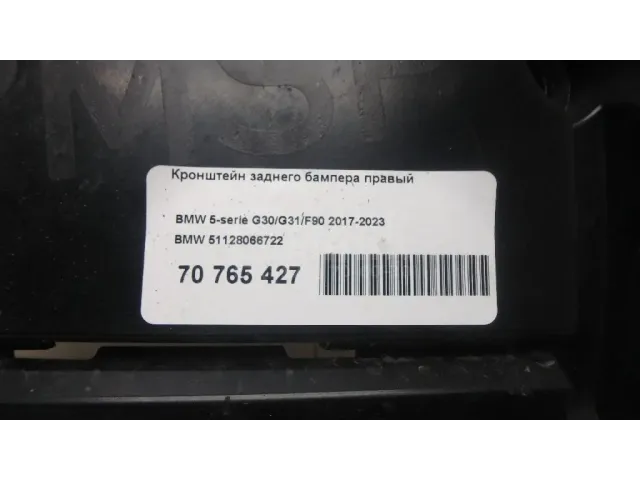 Кронштейн заднего бампера правый
BMW 5-serie G30/G31/F90 2017-2023
BMW 51128066722
70 765 427